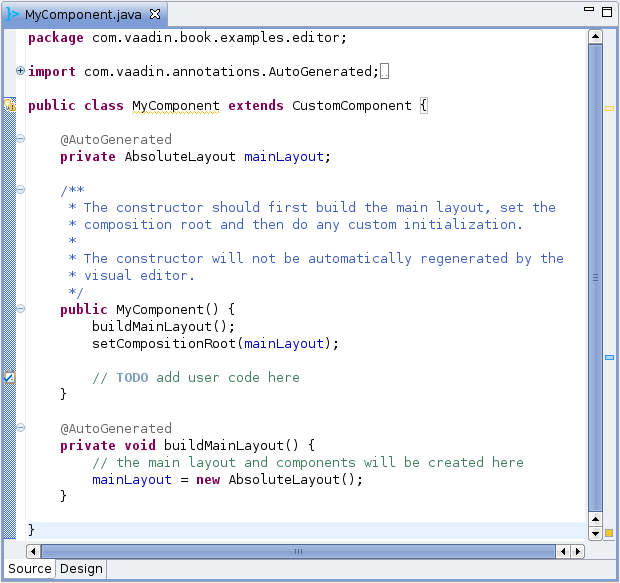 MyComponent.java
package com.vaadin.book.examples.editor;
import com.vaadin.annotations.AutoGenerated;
public class MyComponent extends CustomComponent {
@AutoGenerated
private AbsoluteLayout mainLayout;
/**
* The constructor should first build the main layout, set the
* composition root and then do any custom initialization.
*
* The constructor will not be automatically regenerated by the
* visual editor.
*/
public MyComponent() {
buildMainLayout();
setCompositionRoot(mainLayout);
// TODO add user code here
}
@AutoGenerated
private void buildMainLayout() {
// the main layout and components will be created here
mainLayout = new AbsoluteLayout();
}
}
Source Design